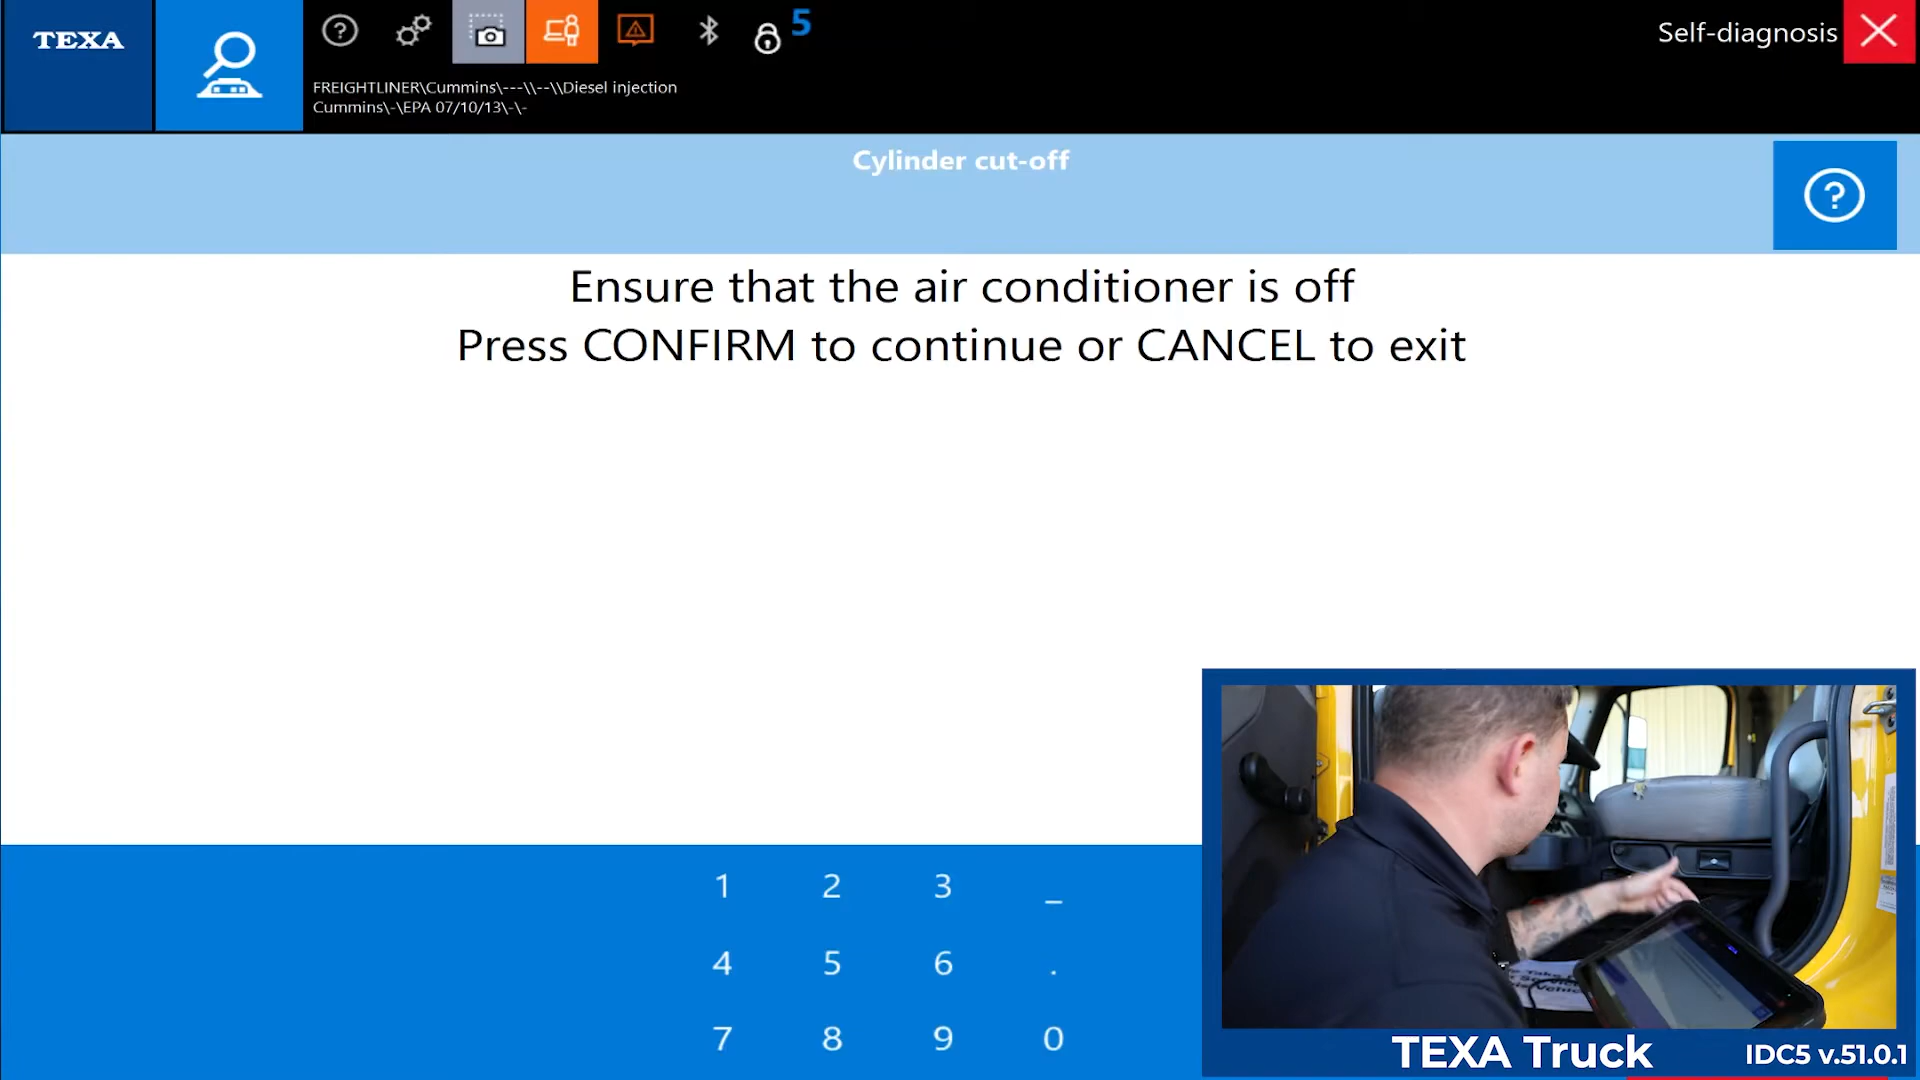 TEXA
5
Self-diagnosis
FREIGHTLINER\Cummins\---\\--\\Diesel injection
Cummins\-\EPA 07/10/13\-\-
Cylinder cut-off
?
Ensure that the air conditioner is off
Press CONFIRM to continue or CANCEL to exit
1 2 3 _
4 5 6 .
7 8 9 0
TEXA Truck
IDC5 v.51.0.1